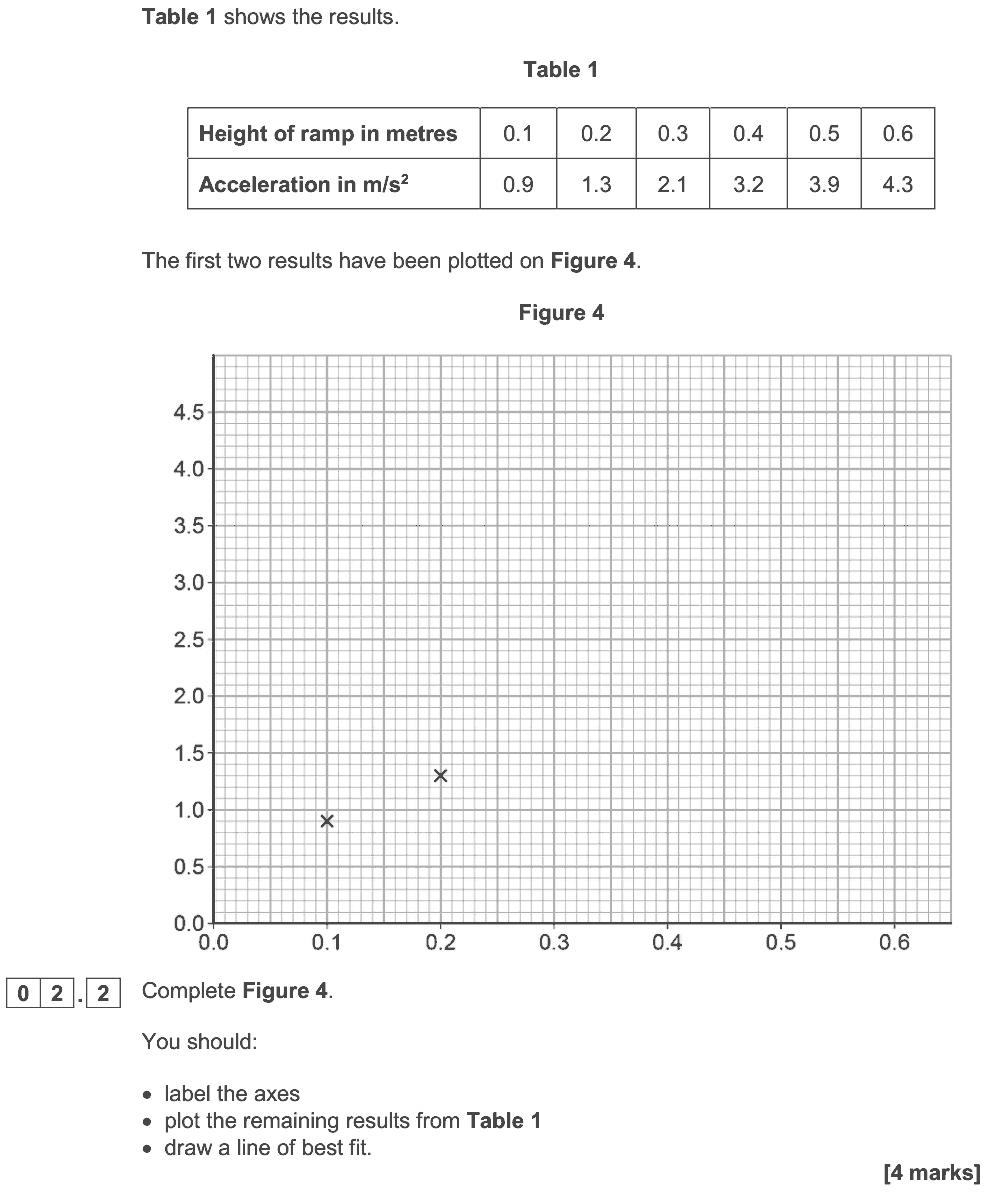 Table 1 shows the results.
Table 1
Height of ramp in metres 0.1 0.2 0.3 0.4 0.5 0.6
Acceleration in m/s² 0.9 1.3 2.1 3.2 3.9 4.3
The first two results have been plotted on Figure 4.
Figure 4
4.5
4.0
3.5
3.0
2.5
2.0
1.5
1.0
0.5
0.0
0.0 0.1 0.2 0.3 0.4 0.5 0.6
0 2 . 2 Complete Figure 4.
You should:
• label the axes
• plot the remaining results from Table 1
• draw a line of best fit.
[4 marks]